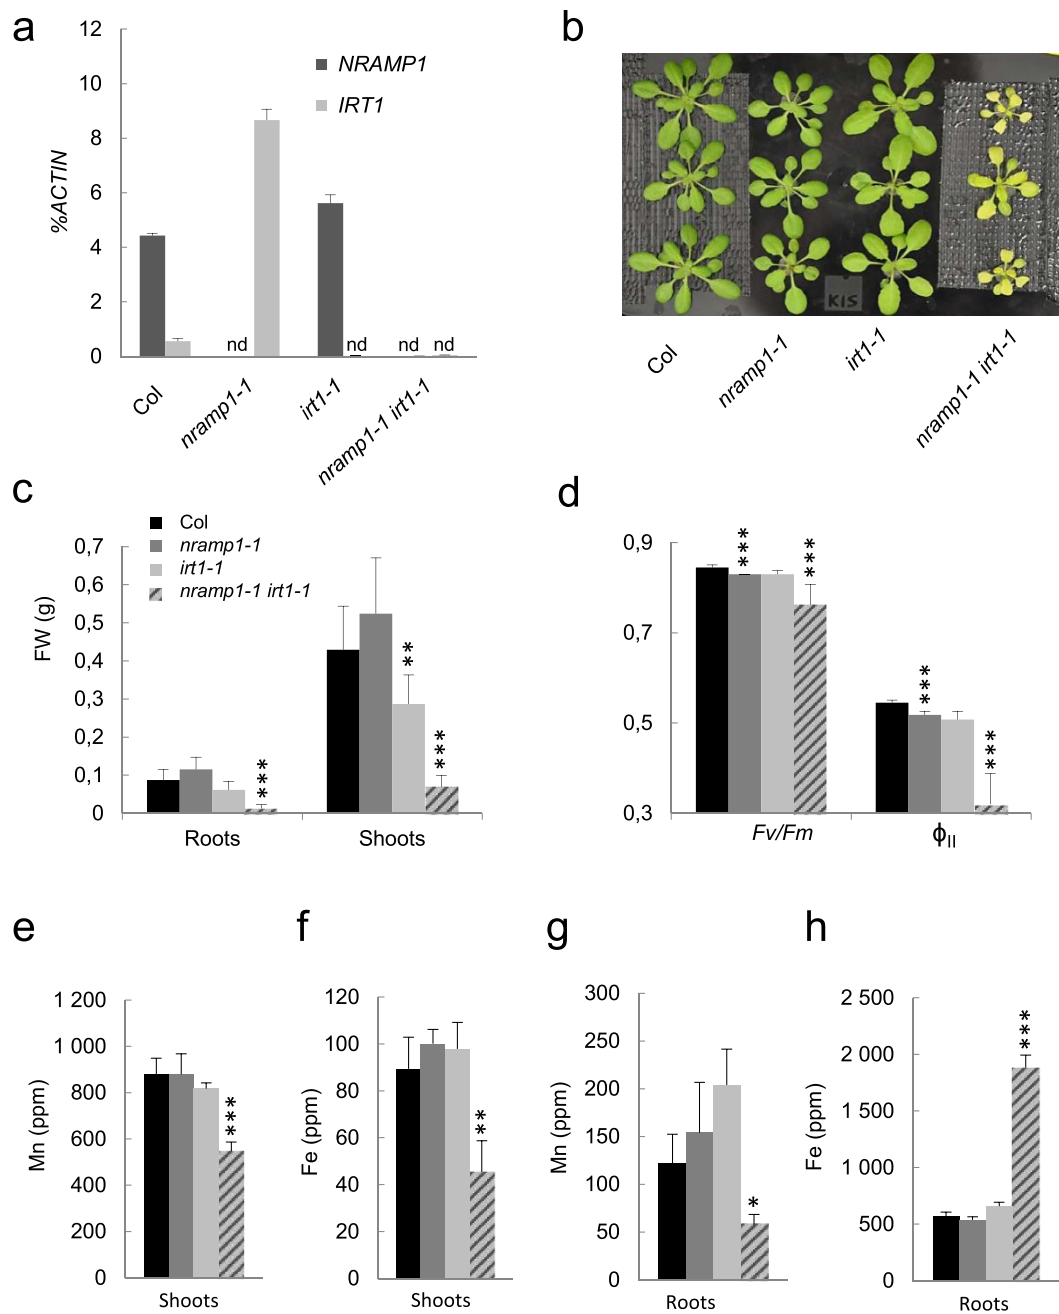 a
12
10
8
6
4
2
0
%ACTIN
NRAMP1
IRT1
nd
nd
nd
nd
Col
nramp1-1
irt1-1
nramp1-1 irt1-1
b
KIS
Col
nramp1-1
irt1-1
nramp1-1 irt1-1
c
Col
nramp1-1
irt1-1
nramp1-1 irt1-1
0,7
0,6
0,5
0,4
0,3
0,2
0,1
0
FW (g)
***
**
***
Roots
Shoots
d
0,9
0,7
0,5
0,3
***
***
***
***
Fv/Fm
ϕII
e
1 200
1 000
800
600
400
200
0
Mn (ppm)
***
Shoots
f
120
100
80
60
40
20
0
Fe (ppm)
**
Shoots
g
300
250
200
150
100
50
0
Mn (ppm)
*
Roots
h
2 500
2 000
1 500
1 000
500
0
Fe (ppm)
***
Roots